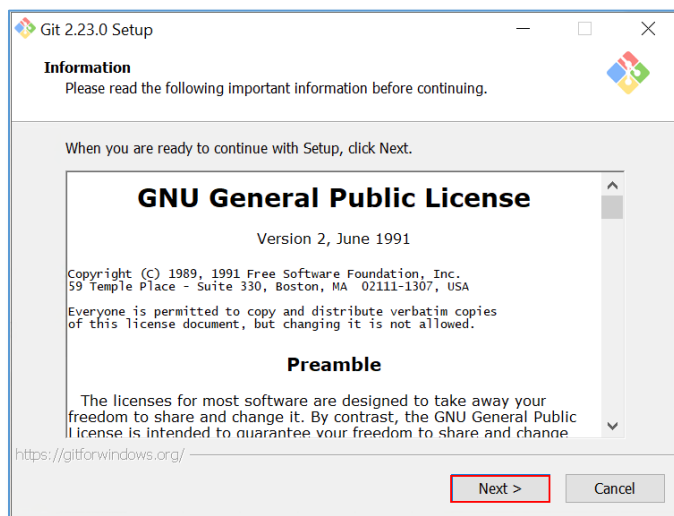 Git 2.23.0 Setup
Information
Please read the following important information before continuing.
When you are ready to continue with Setup, click Next.
GNU General Public License
Version 2, June 1991
Copyright (C) 1989, 1991 Free Software Foundation, Inc.
59 Temple Place - Suite 330, Boston, MA  02111-1307, USA
Everyone is permitted to copy and distribute verbatim copies
of this license document, but changing it is not allowed.
Preamble
The licenses for most software are designed to take away your
freedom to share and change it. By contrast, the GNU General Public
License is intended to guarantee your freedom to share and change
https://gitforwindows.org/
Next >
Cancel